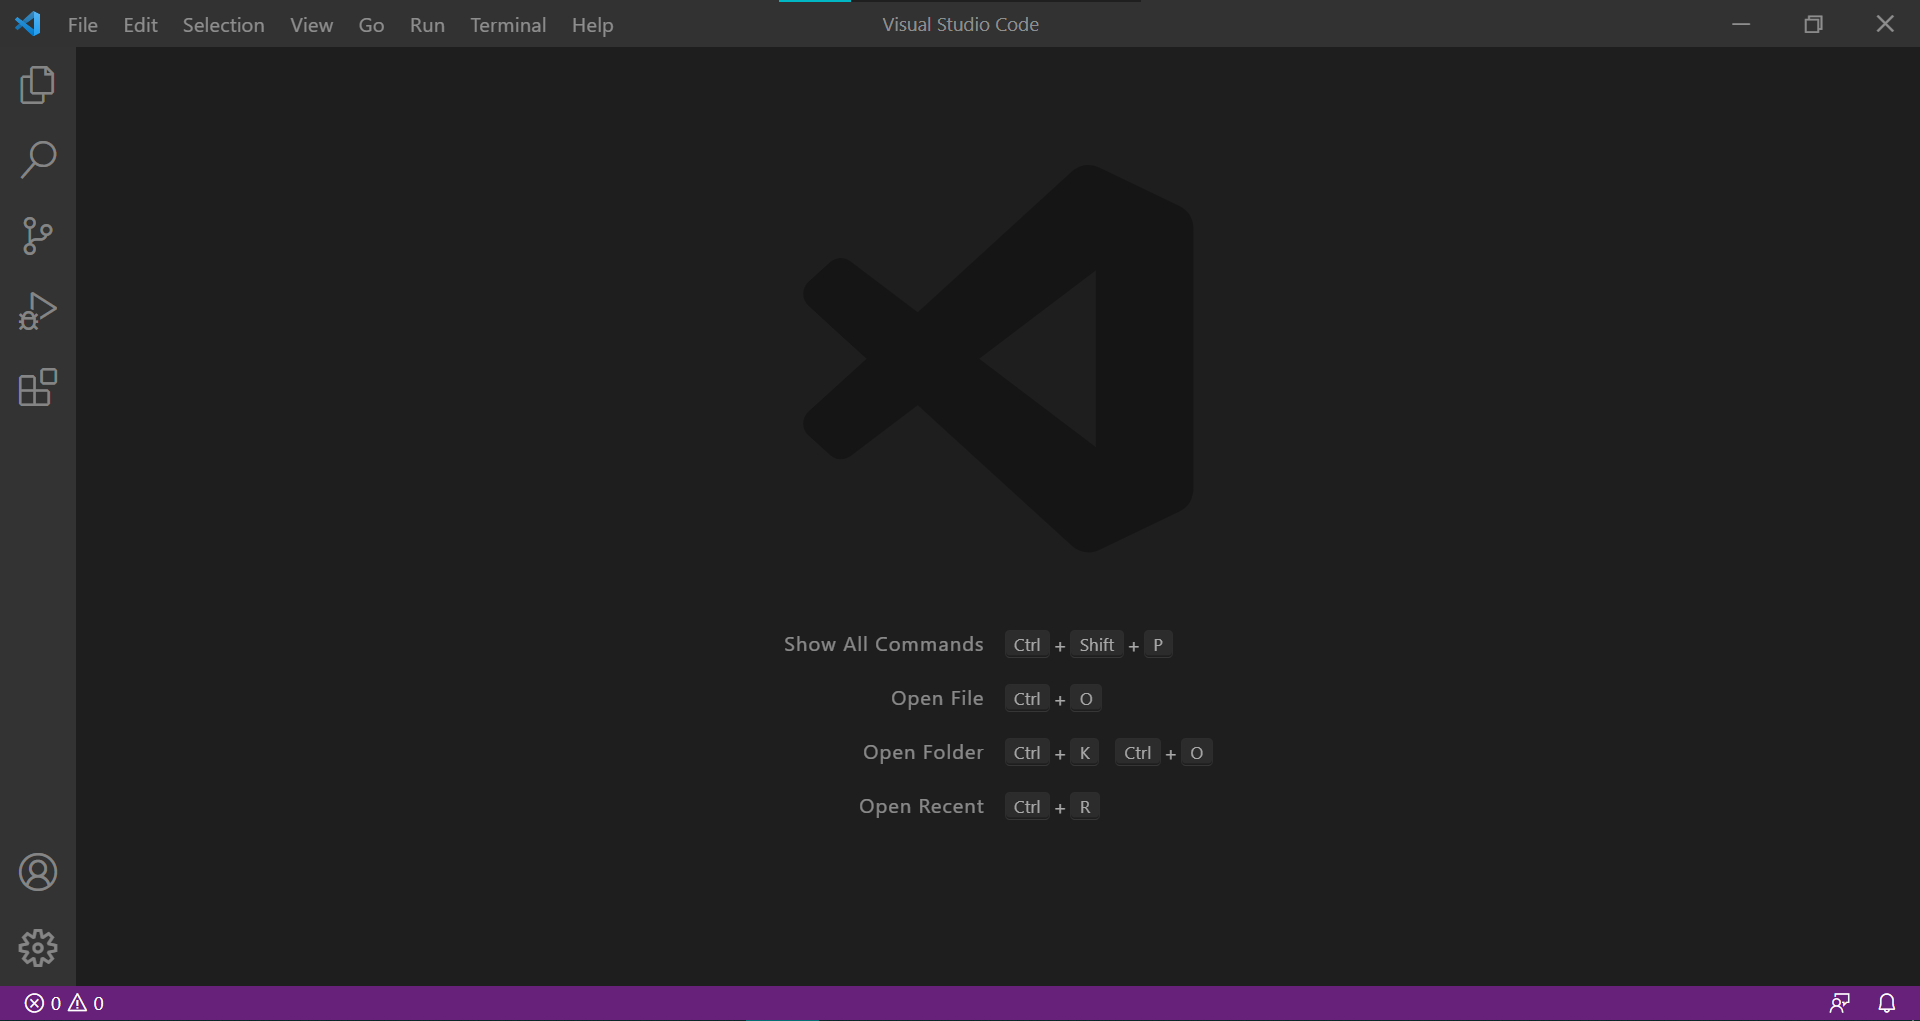 File Edit Selection View Go Run Terminal Help Visual Studio Code
Show All Commands Ctrl + Shift + P
Open File Ctrl + O
Open Folder Ctrl + K Ctrl + O
Open Recent Ctrl + R
0 0